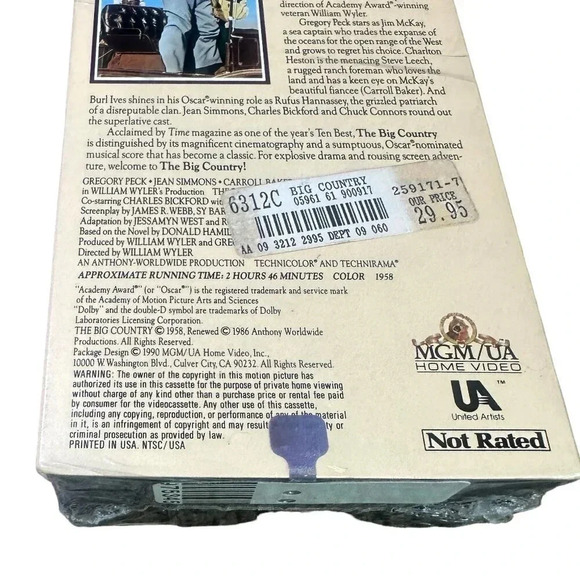 direction of Academy Award®-winning
veteran William Wyler.
Gregory Peck stars as Jim McKay,
a sea captain who trades the expanse of
the oceans for the open range of the West
and grows to regret his choice. Charlton
Heston is the menacing Steve Leech,
a rugged ranch foreman who loves the
land and has a keen eye on McKay's
beautiful fiancée (Carroll Baker). And
Burl Ives shines in his Oscar®-winning role as Rufus Hannassey, the grizzled patriarch
of a disreputable clan. Jean Simmons, Charles Bickford and Chuck Connors round out
the superlative cast.
Acclaimed by Time magazine as one of the year's Ten Best, The Big Country
is distinguished by its magnificent cinematography and a sumptuous, Oscar®-nominated
musical score that has become a classic. For explosive drama and rousing screen adven-
ture, welcome to The Big Country!
GREGORY PECK • JEAN SIMMONS • CARROLL BAKER
in WILLIAM WYLER'S Production
Co-starring CHARLES BICKFORD with
Screenplay by JAMES R. WEBB, SY BAR
Adaptation by JESSAMYN WEST and R
Based on the Novel by DONALD HAMIL
Produced by WILLIAM WYLER and GREG
Directed by WILLIAM WYLER
AN ANTHONY-WORLDWIDE PRODUCTION TECHNICOLOR® AND TECHNIRAMA®
6312C BIG COUNTRY 259171-7
05961 61 900917 OUR PRICE
AA 09 3212 2995 DEPT 09 060 29.95
APPROXIMATE RUNNING TIME: 2 HOURS 46 MINUTES COLOR 1958
"Academy Award®" (or "Oscar®") is the registered trademark and service mark
of the Academy of Motion Picture Arts and Sciences
"Dolby" and the double-D symbol are trademarks of Dolby
Laboratories Licensing Corporation.
THE BIG COUNTRY © 1958, Renewed © 1986 Anthony Worldwide
Productions. All Rights Reserved.
Package Design © 1990 MGM/UA Home Video, Inc.,
10000 W. Washington Blvd., Culver City, CA 90232. All Rights Reserved.
WARNING: The owner of the copyright in this motion picture has
authorized its use in this cassette for the purpose of private home viewing
without charge of any kind other than a purchase price or rental fee paid
by consumer for the videocassette. Any other use of this cassette,
including any copying, reproduction, or performance of any of the material
in it, is an infringement of copyright and may result in civil liability or
criminal prosecution as provided by law.
PRINTED IN USA. NTSC/USA
MGM/UA
HOME VIDEO
UA™
United Artists
Not Rated